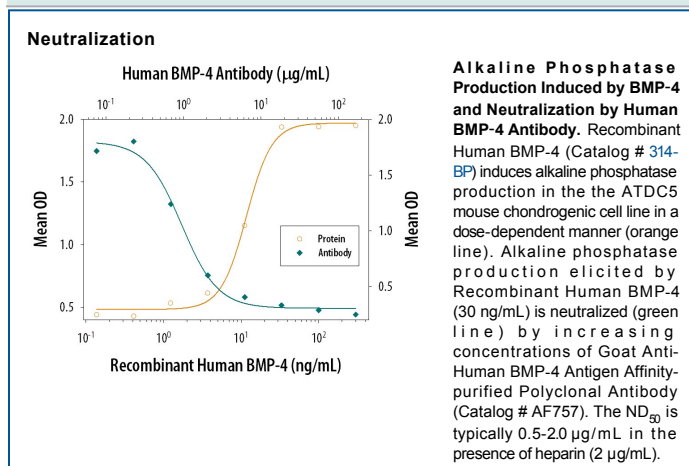 Neutralization
Human BMP-4 Antibody (μg/mL)
10-1 100 101 102
2.0 2.0
1.5 1.5
1.0 1.0
0.5 0.5
Mean OD
Mean OD
Protein
Antibody
10-1 100 101 102
Recombinant Human BMP-4 (ng/mL)
Alkaline Phosphatase
Production Induced by BMP-4
and Neutralization by Human
BMP-4 Antibody. Recombinant
Human BMP-4 (Catalog # 314-
BP) induces alkaline phosphatase
production in the the ATDC5
mouse chondrogenic cell line in a
dose-dependent manner (orange
line). Alkaline phosphatase
production elicited by
Recombinant Human BMP-4
(30 ng/mL) is neutralized (green
line) by increasing
concentrations of Goat Anti-
Human BMP-4 Antigen Affinity-
purified Polyclonal Antibody
(Catalog # AF757). The ND50 is
typically 0.5-2.0 μg/mL in the
presence of heparin (2 μg/mL).